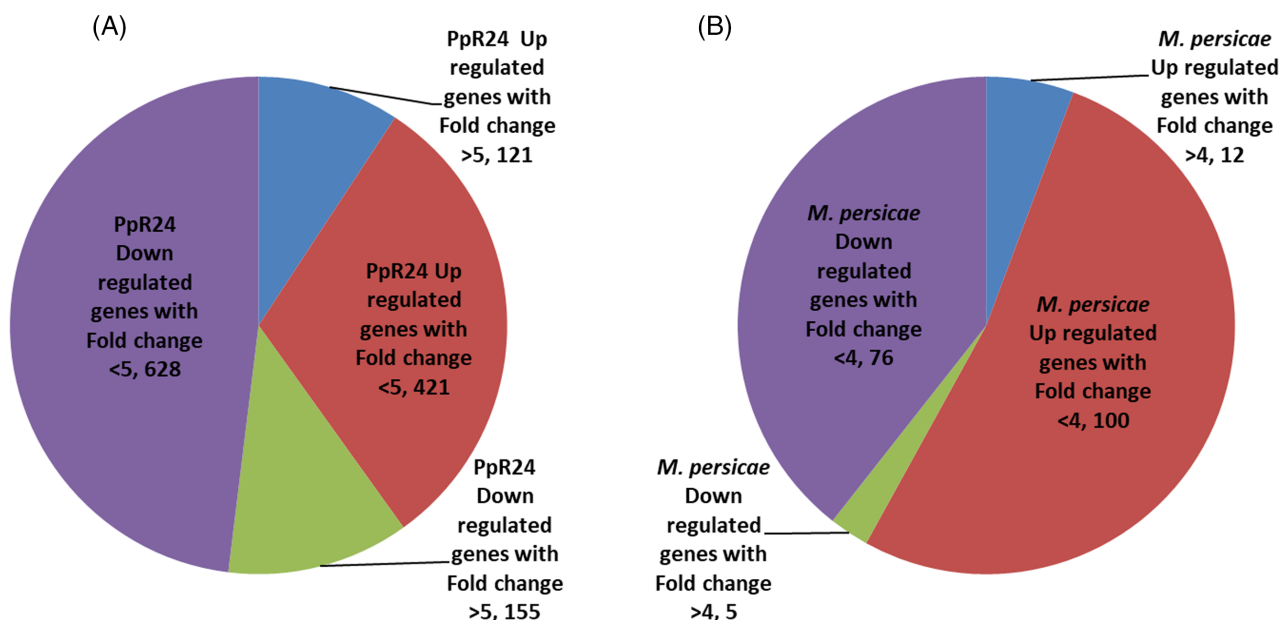 (A)
PpR24 Up
regulated
genes with
Fold change
>5, 121
PpR24
Down
regulated
genes with
Fold change
<5, 628
PpR24 Up
regulated
genes with
Fold change
<5, 421
PpR24
Down
regulated
genes with
Fold change
>5, 155
(B)
M. persicae
Up regulated
genes with
Fold change
>4, 12
M. persicae
Down
regulated
genes with
Fold change
<4, 76
M. persicae
Up regulated
genes with
Fold change
<4, 100
M. persicae
Down
regulated
genes with
Fold change
>4, 5